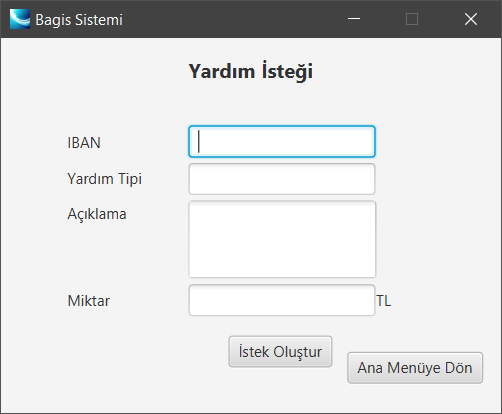 Bagis Sistemi
Yardım İsteği
IBAN
Yardım Tipi
Açıklama
Miktar
TL
İstek Oluştur
Ana Menüye Dön